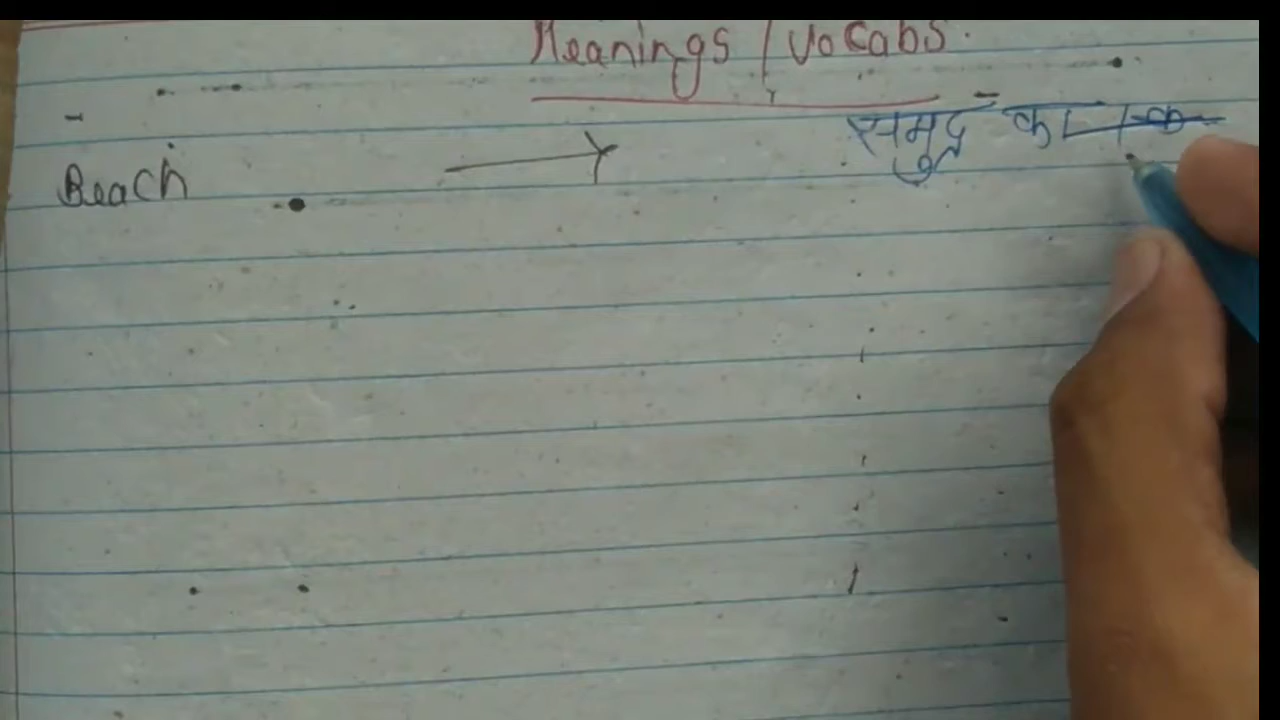 Meanings / Vocabs.
Beach → समुद्र का